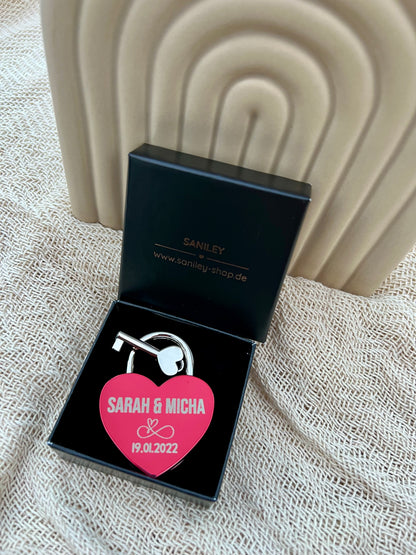 SANILEY
www.saniley-shop.de
SARAH & MICHA
19.01.2022